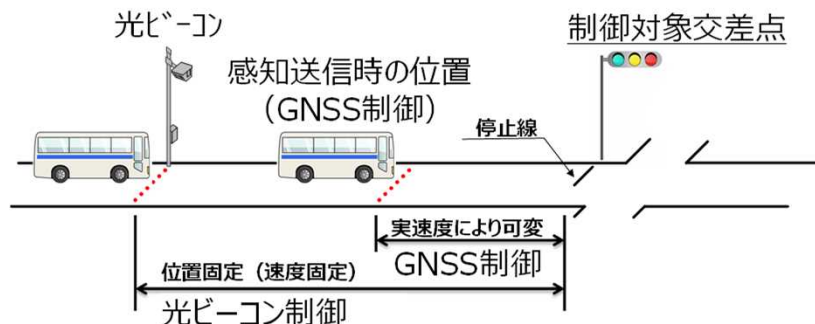 光ビーコン
制御対象交差点
感知送信時の位置
（GNSS制御）
停止線
実速度により可変
GNSS制御
位置固定（速度固定）
光ビーコン制御